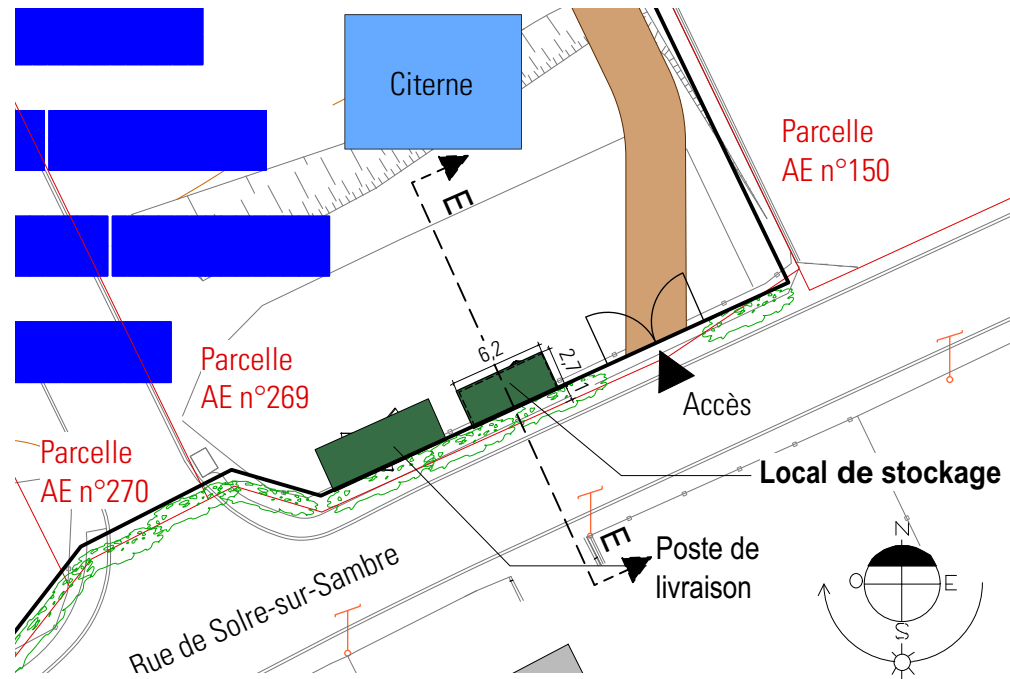 Citerne
Parcelle
AE n°150
E
6,2
2,7
Parcelle
AE n°269
Accès
Parcelle
AE n°270
Local de stockage
E
Poste de
livraison
Rue de Solre-sur-Sambre
N
O
E
S